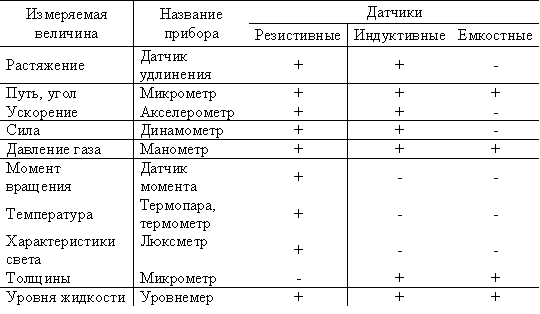 Измеряемая величина Название прибора Датчики
Резистивные Индуктивные Емкостные
Растяжение Датчик удлинения + + -
Путь, угол Микрометр + + +
Ускорение Акселерометр + + -
Сила Динамометр + + -
Давление газа Манометр + + +
Момент вращения Датчик момента + - -
Температура Термопара, термометр + - -
Характеристики света Люксметр + - -
Толщины Микрометр - + +
Уровня жидкости Уровнемер + + +